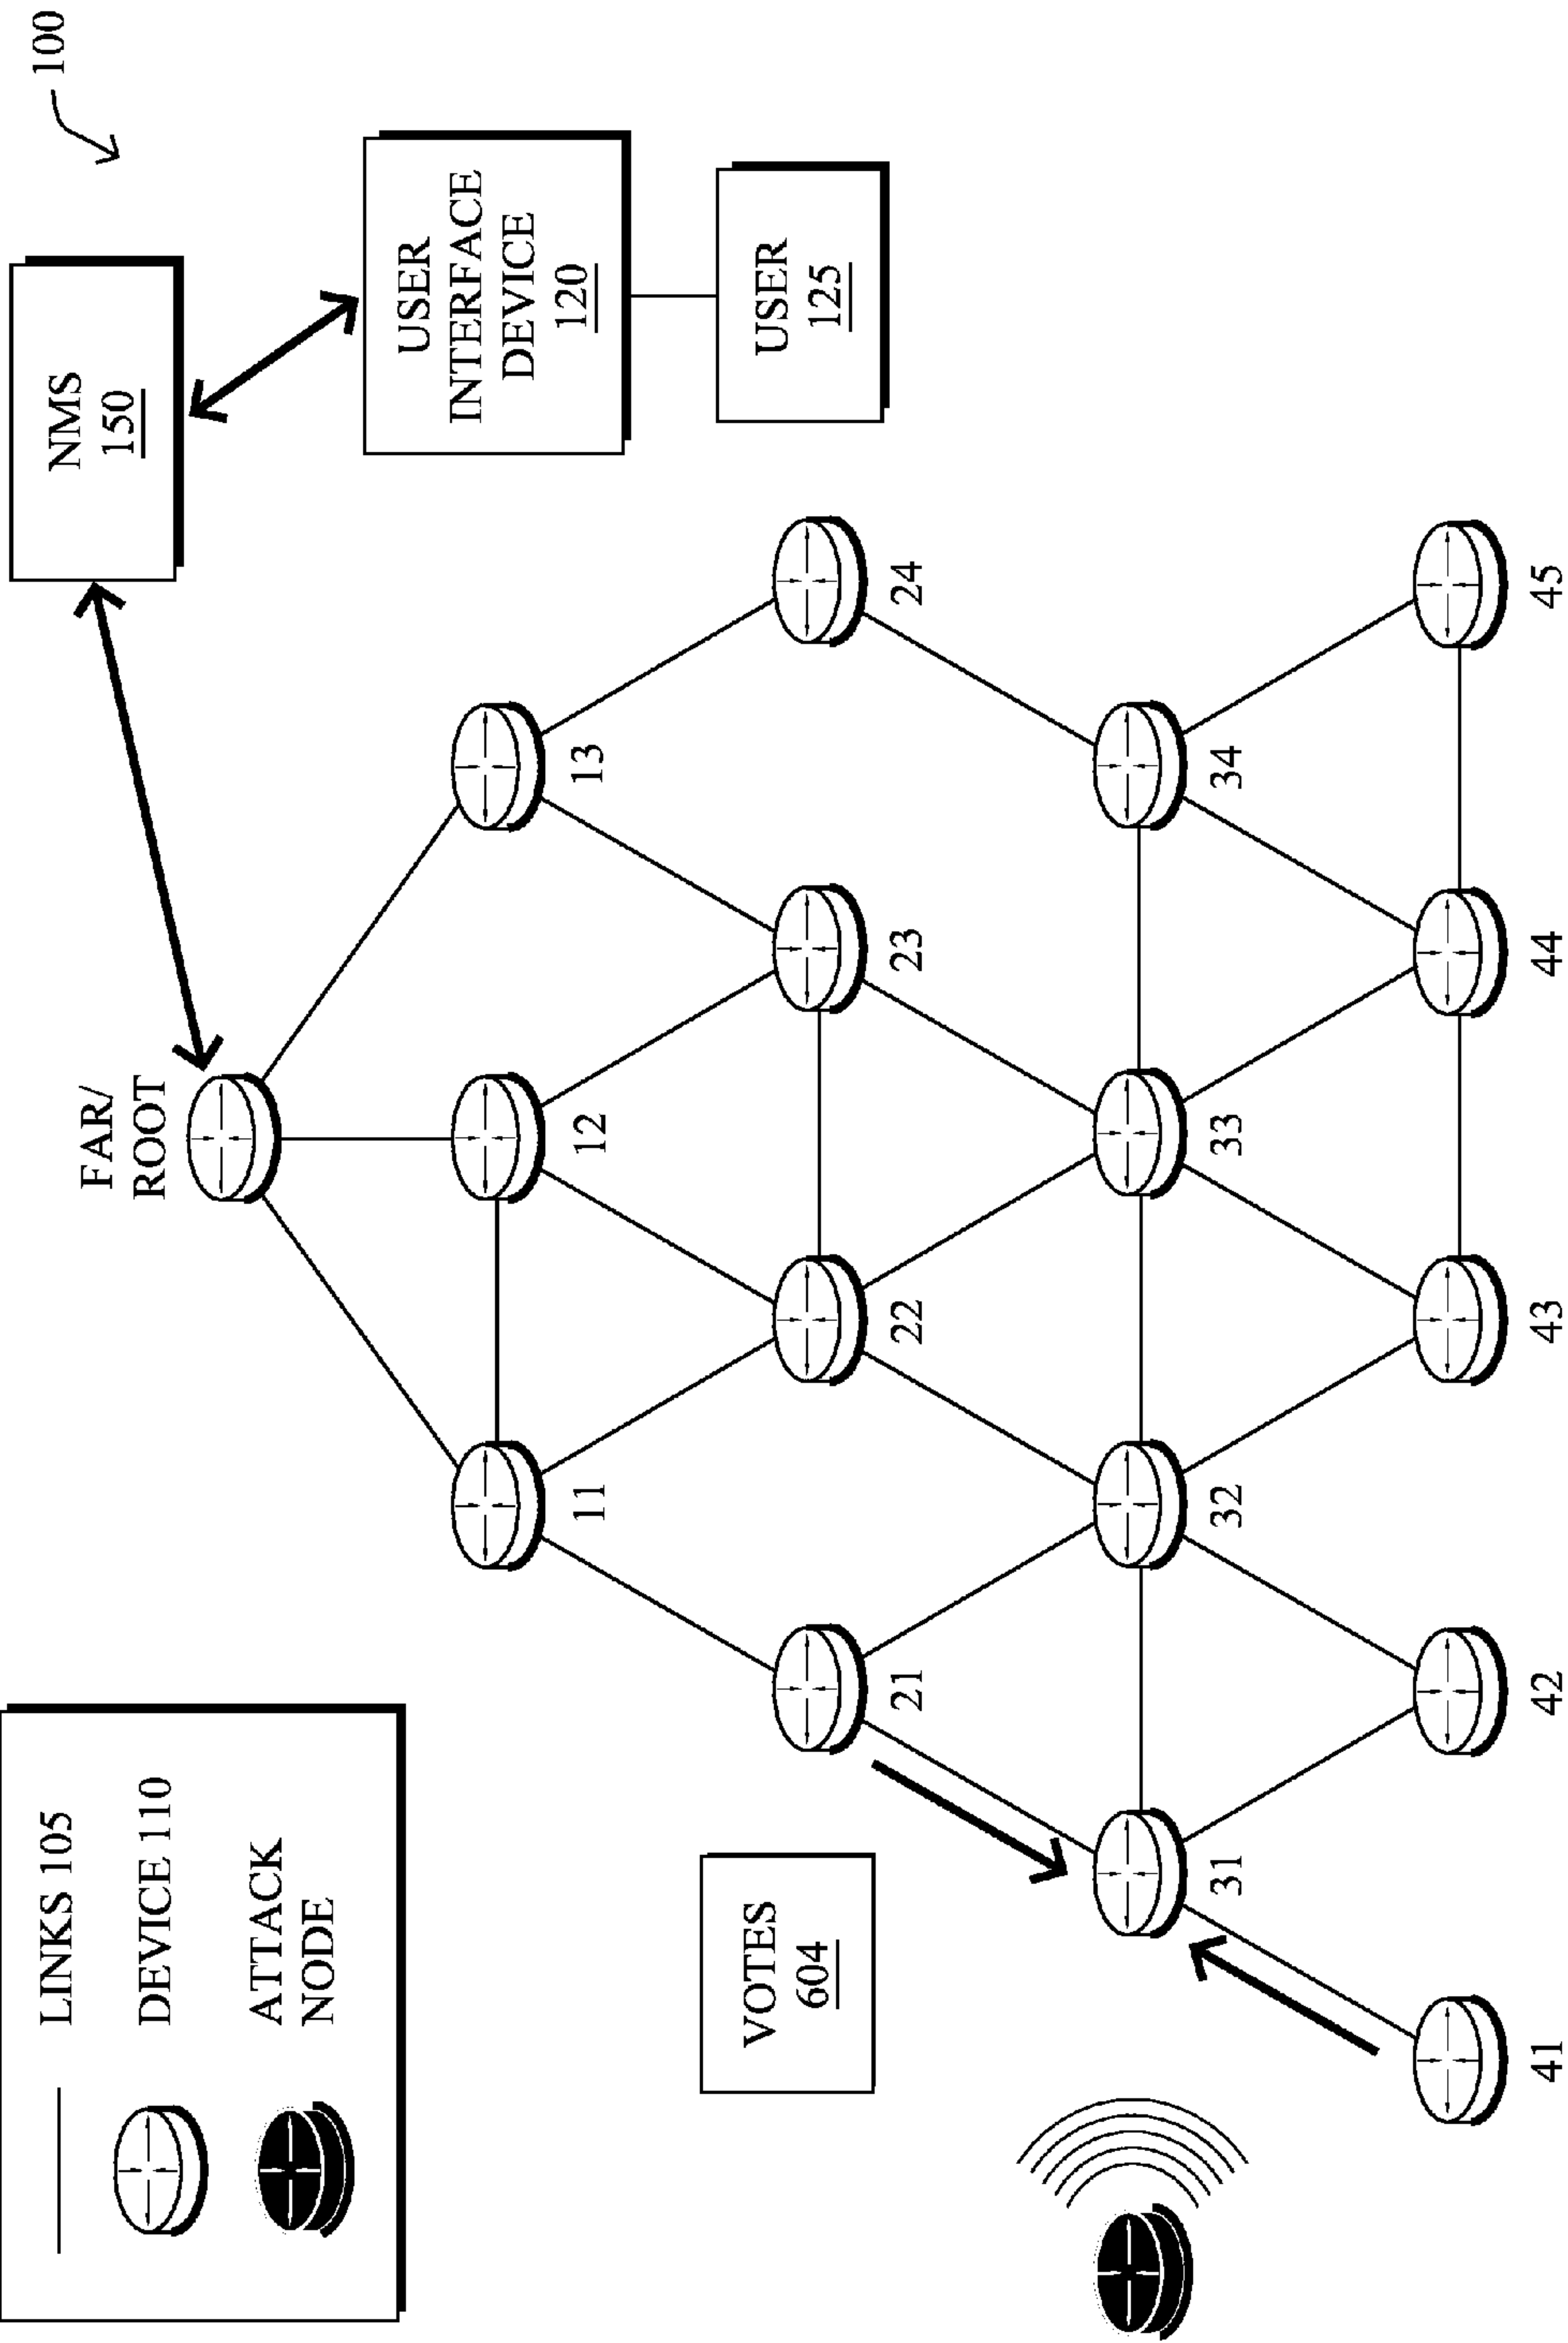 100
NMS
150
USER
INTERFACE
DEVICE
120
USER
125
FAR/
ROOT
LINKS 105
DEVICE 110
ATTACK
NODE
11
12
13
21
22
23
24
VOTES
604
31
32
33
34
41
42
43
44
45